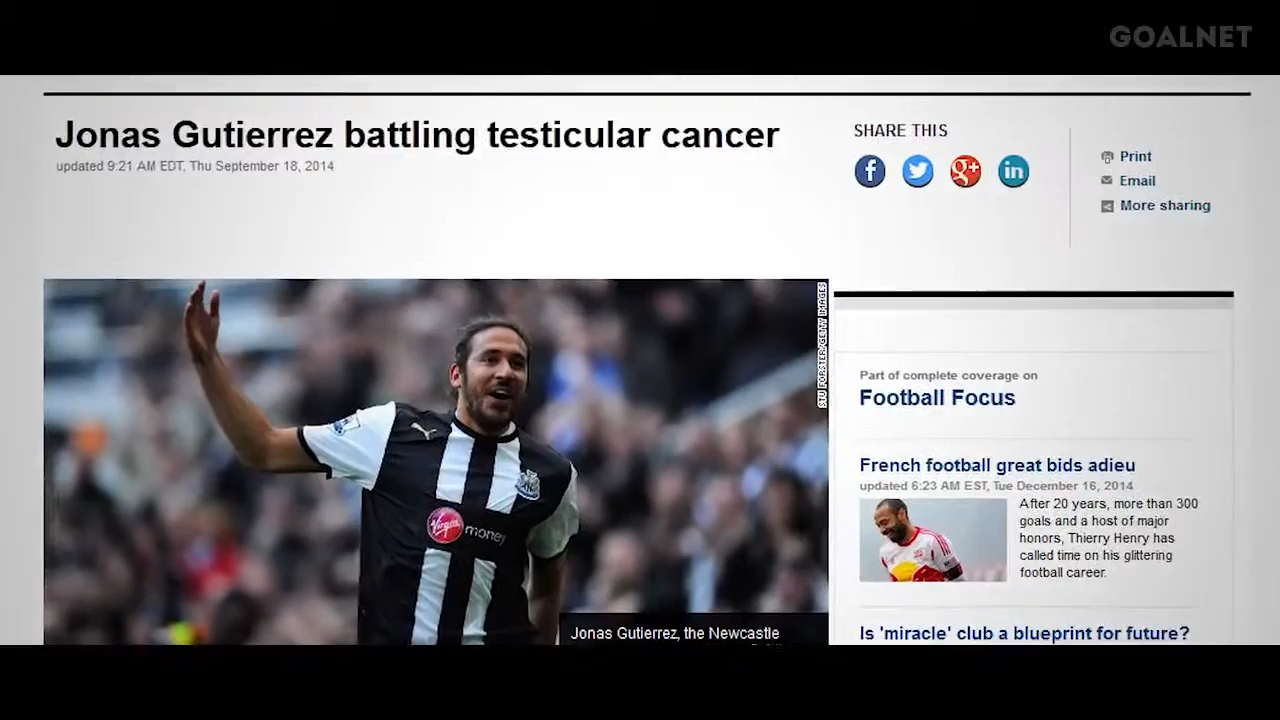 GOALNET
Jonas Gutierrez battling testicular cancer
updated 9:21 AM EDT, Thu September 18, 2014
SHARE THIS
Print
Email
More sharing
STU FORSTER/GETTY IMAGES
Virgin money
Jonas Gutierrez, the Newcastle
Part of complete coverage on
Football Focus
French football great bids adieu
updated 6:23 AM EST, Tue December 16, 2014
After 20 years, more than 300
goals and a host of major
honors, Thierry Henry has
called time on his glittering
football career.
Is 'miracle' club a blueprint for future?